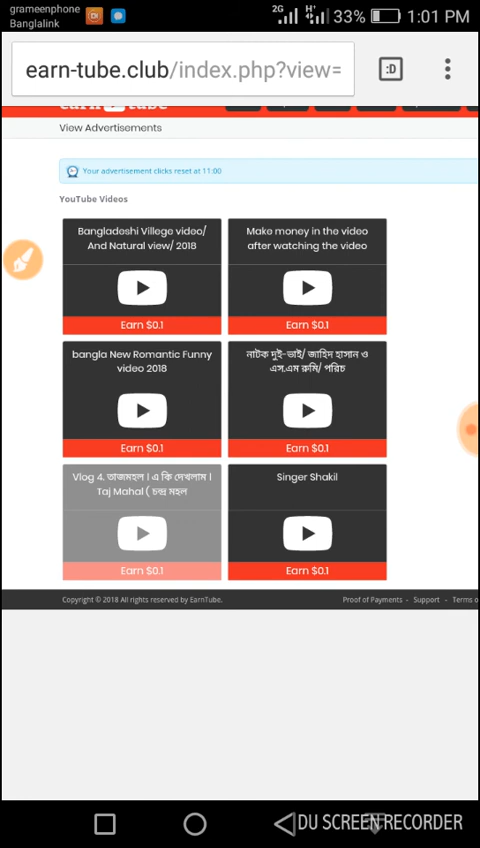 grameenphone
Banglalink
2G
H+
33%
1:01 PM
earn-tube.club/index.php?view=
:D
earn tube
View Advertisements
Your advertisement clicks reset at 11:00
YouTube Videos
Bangladeshi Villege video/
And Natural view/ 2018
Earn $0.1
Make money in the video
after watching the video
Earn $0.1
bangla New Romantic Funny
video 2018
Earn $0.1
নাটক দুই-ভাই/ জাহিদ হাসান ও
এস.এম রুমি/ পরিচ
Earn $0.1
Vlog 4. তাজমহল । এ কি দেখলাম ।
Taj Mahal ( চন্দ্র মহল
Earn $0.1
Singer Shakil
Earn $0.1
Copyright © 2018 All rights reserved by EarnTube.
Proof of Payments - Support - Terms o
DU SCREEN RECORDER